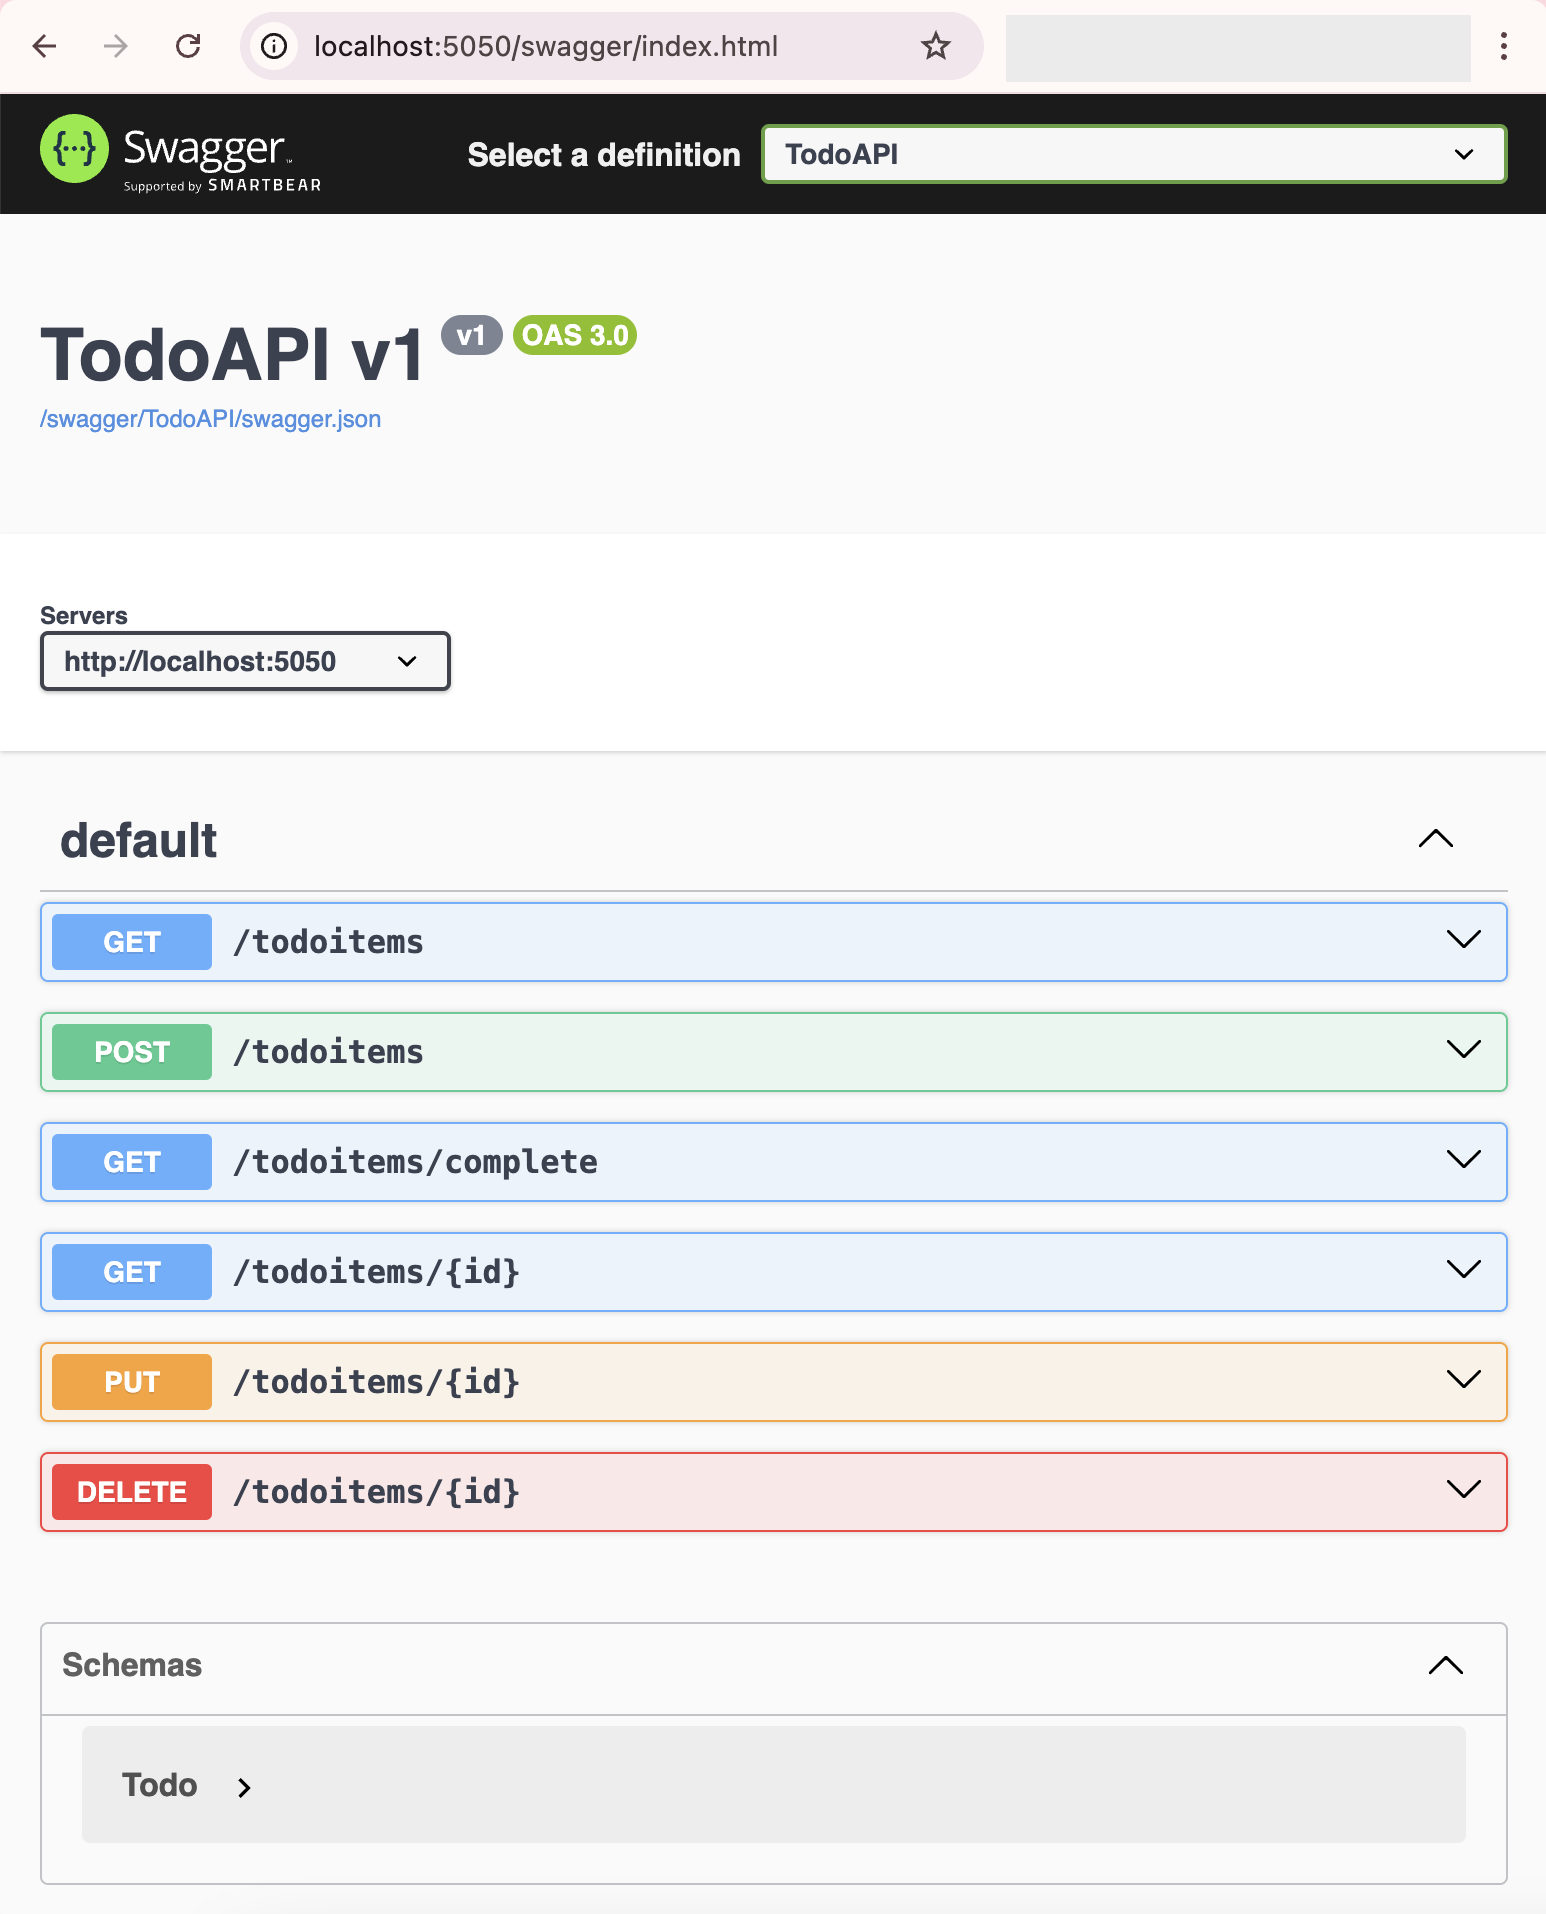 localhost:5050/swagger/index.html
{...} Swagger™
Supported by SMARTBEAR
Select a definition
TodoAPI
TodoAPI v1 v1 OAS 3.0
/swagger/TodoAPI/swagger.json
Servers
http://localhost:5050
default
GET /todoitems
POST /todoitems
GET /todoitems/complete
GET /todoitems/{id}
PUT /todoitems/{id}
DELETE /todoitems/{id}
Schemas
Todo